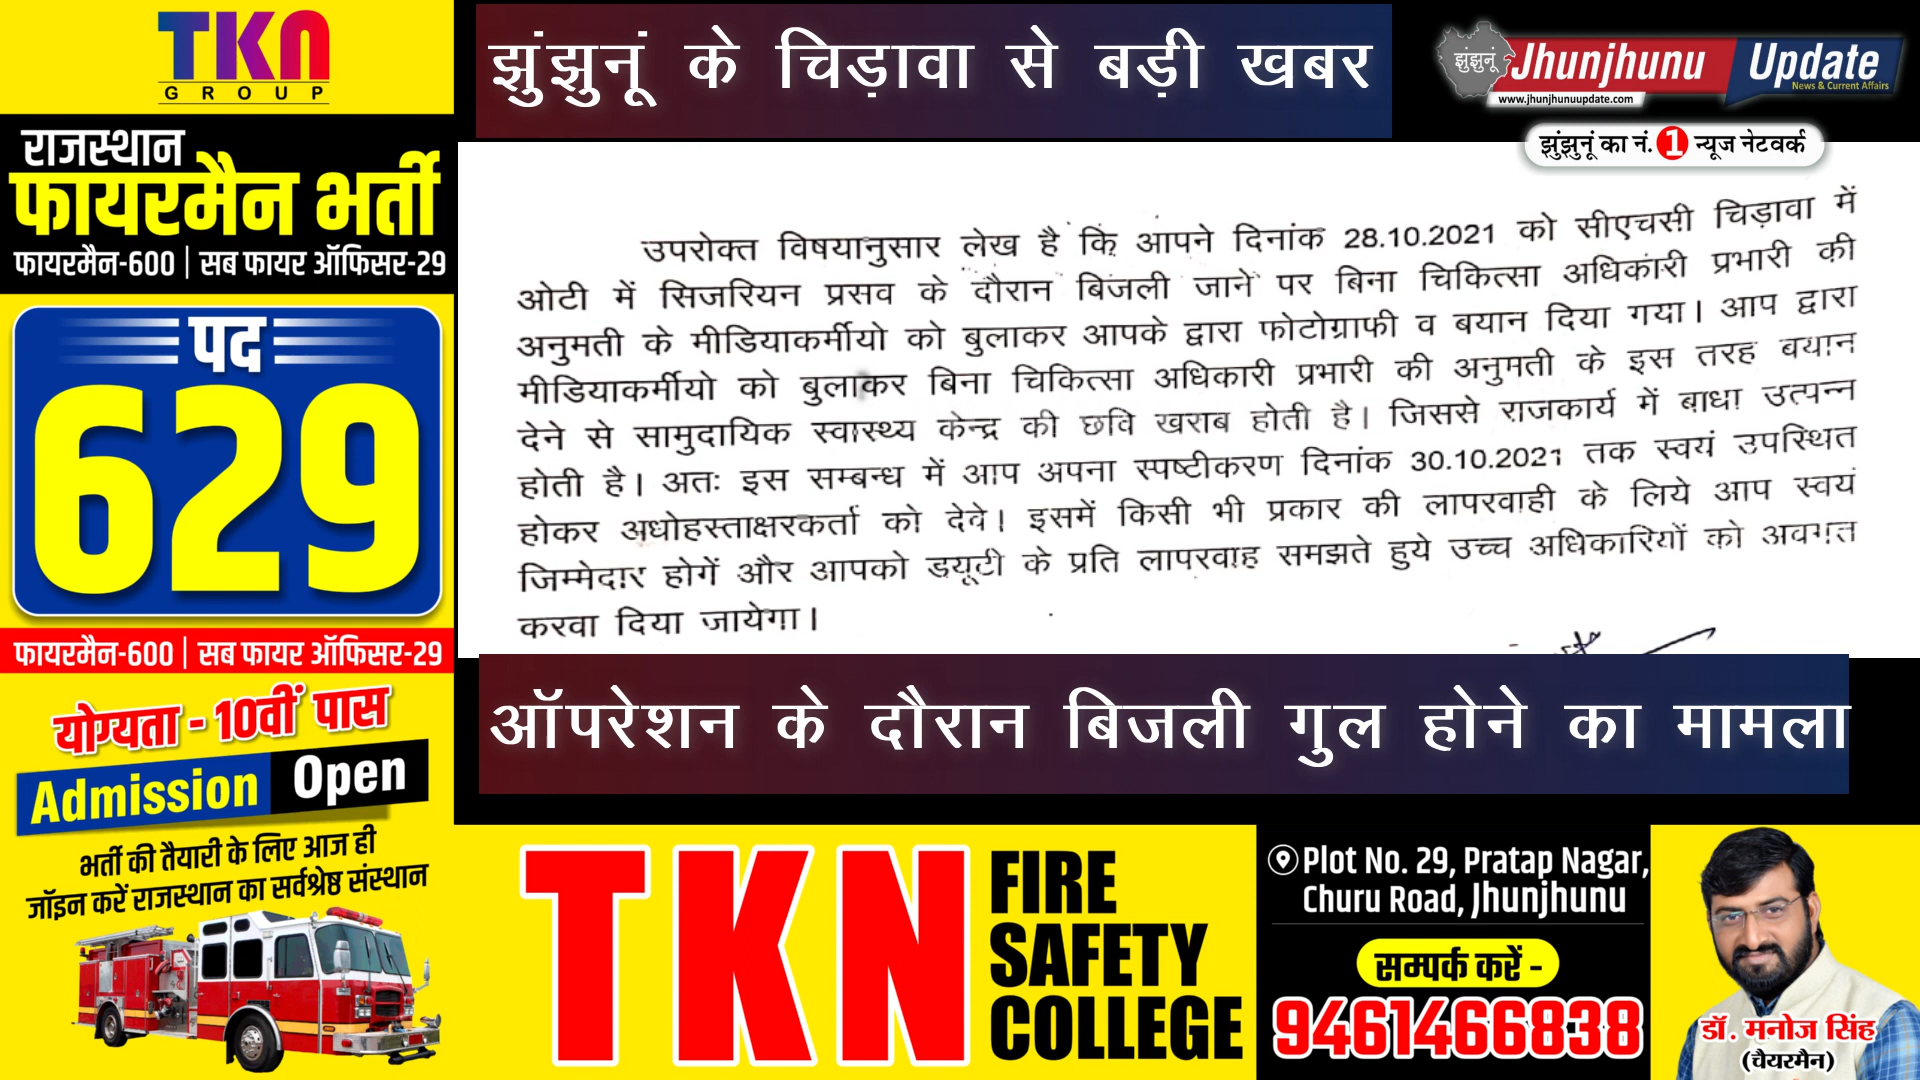 TKN
GROUP
राजस्थान
फायरमैन भर्ती
फायरमैन-600 | सब फायर ऑफिसर-29
पद
629
फायरमैन-600 | सब फायर ऑफिसर-29
योग्यता - 10वीं पास
Admission Open
भर्ती की तैयारी के लिए आज ही
जॉइन करें राजस्थान का सर्वश्रेष्ठ संस्थान
झुंझुनूं के चिड़ावा से बड़ी खबर
झुंझुनूं Jhunjhunu Update
News & Current Affairs
www.jhunjhunuupdate.com
झुंझुनूं का नं. 1 न्यूज नेटवर्क
उपरोक्त विषयानुसार लेख है कि आपने दिनांक 28.10.2021 को सीएचसी चिड़ावा में
ओटी में सिजरियन प्रसव के दौरान बिजली जाने पर बिना चिकित्सा अधिकारी प्रभारी की
अनुमती के मीडियाकर्मीयो को बुलाकर आपके द्वारा फोटोग्राफी व बयान दिया गया। आप द्वारा
मीडियाकर्मीयो को बुलाकर बिना चिकित्सा अधिकारी प्रभारी की अनुमती के इस तरह बयान
देने से सामुदायिक स्वास्थ्य केन्द्र की छवि खराब होती है। जिससे राजकार्य में बाधा उत्पन्न
होती है। अतः इस सम्बन्ध में आप अपना स्पष्टीकरण दिनांक 30.10.2021 तक स्वयं उपस्थित
होकर अधोहस्ताक्षरकर्ता को देवे। इसमें किसी भी प्रकार की लापरवाही के लिये आप स्वयं
जिम्मेदार होगें और आपको डयूटी के प्रति लापरवाह समझते हुये उच्च अधिकारियों को अवगत
करवा दिया जायेगा।
ऑपरेशन के दौरान बिजली गुल होने का मामला
TKN
FIRE
SAFETY
COLLEGE
Plot No. 29, Pratap Nagar,
Churu Road, Jhunjhunu
सम्पर्क करें -
9461466838
डॉ. मनोज सिंह
(चैयरमैन)